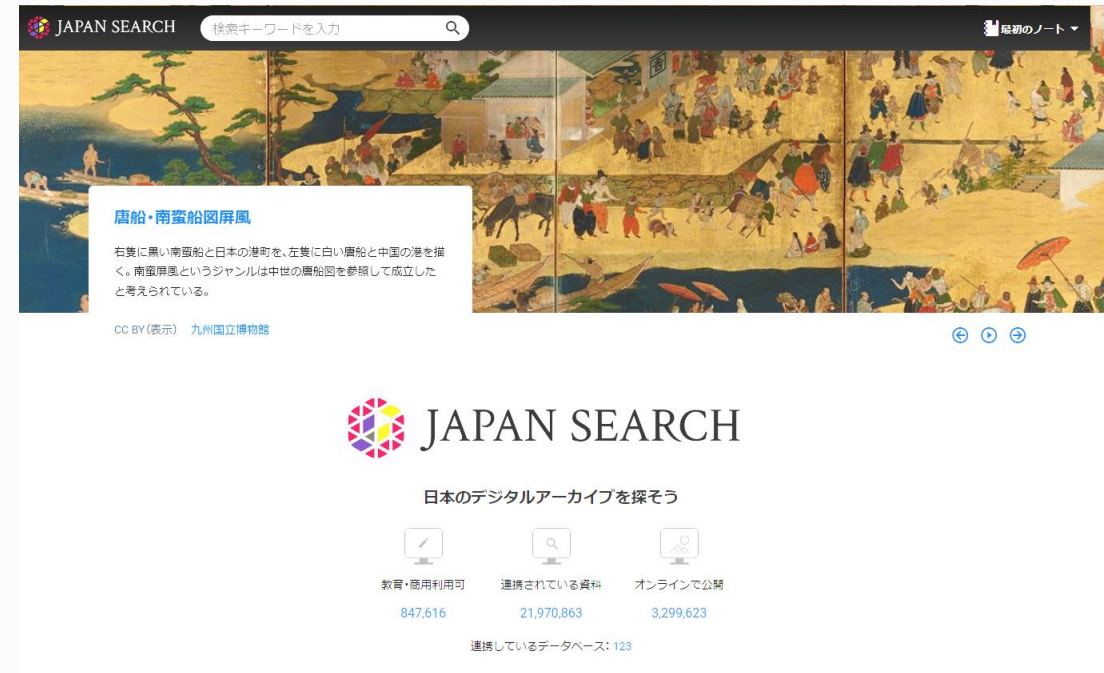 JAPAN SEARCH
検索キーワードを入力
最初のノート
唐船・南蛮船図屏風
右隻に黒い南蛮船と日本の港町を、左隻に白い唐船と中国の港を描
く。南蛮屏風というジャンルは中世の唐船図を参照して成立した
と考えられている。
CC BY(表示) 九州国立博物館
JAPAN SEARCH
日本のデジタルアーカイブを探そう
教育・商用利用可 連携されている資料 オンラインで公開
847,616 21,970,863 3,299,623
連携しているデータベース: 123